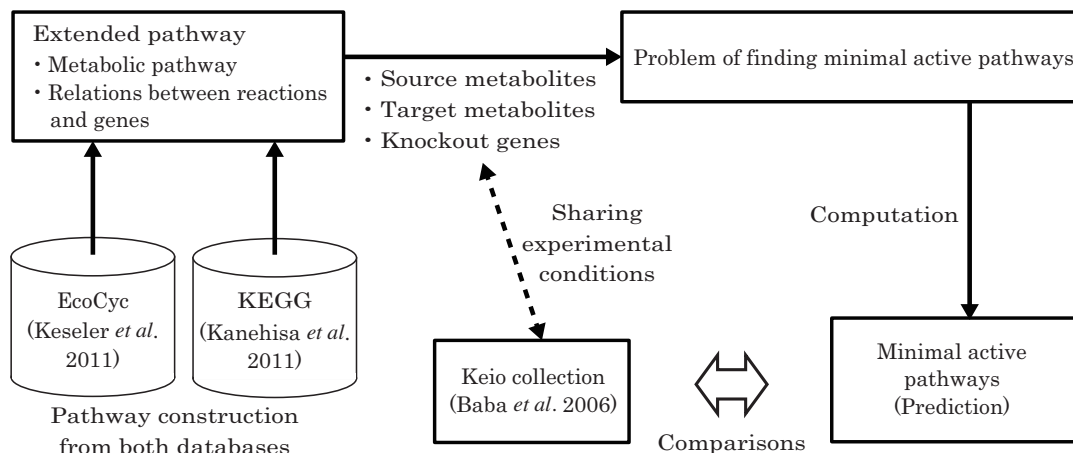 Extended pathway
・Metabolic pathway
・Relations between reactions
and genes
・Source metabolites
・Target metabolites
・Knockout genes
Problem of finding minimal active pathways
Sharing
experimental
conditions
Computation
EcoCyc
(Keseler et al.
2011)
KEGG
(Kanehisa et al.
2011)
Pathway construction
from both databases
Keio collection
(Baba et al. 2006)
Comparisons
Minimal active
pathways
(Prediction)